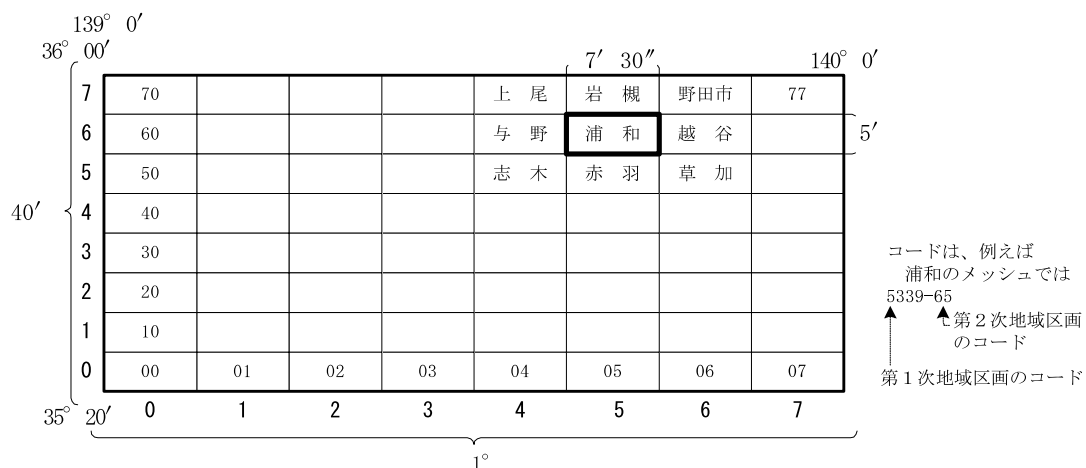 139° 0′
36° 00′
7′ 30″
140° 0′
7 70 上 尾 岩 槻 野田市 77
6 60 与 野 浦 和 越 谷 5′
5 50 志 木 赤 羽 草 加
40′
4 40
3 30
2 20
1 10
0 00 01 02 03 04 05 06 07
35° 20′
0 1 2 3 4 5 6 7
1°
コードは、例えば
浦和のメッシュでは
5339-65
第２次地域区画
のコード
第１次地域区画のコード